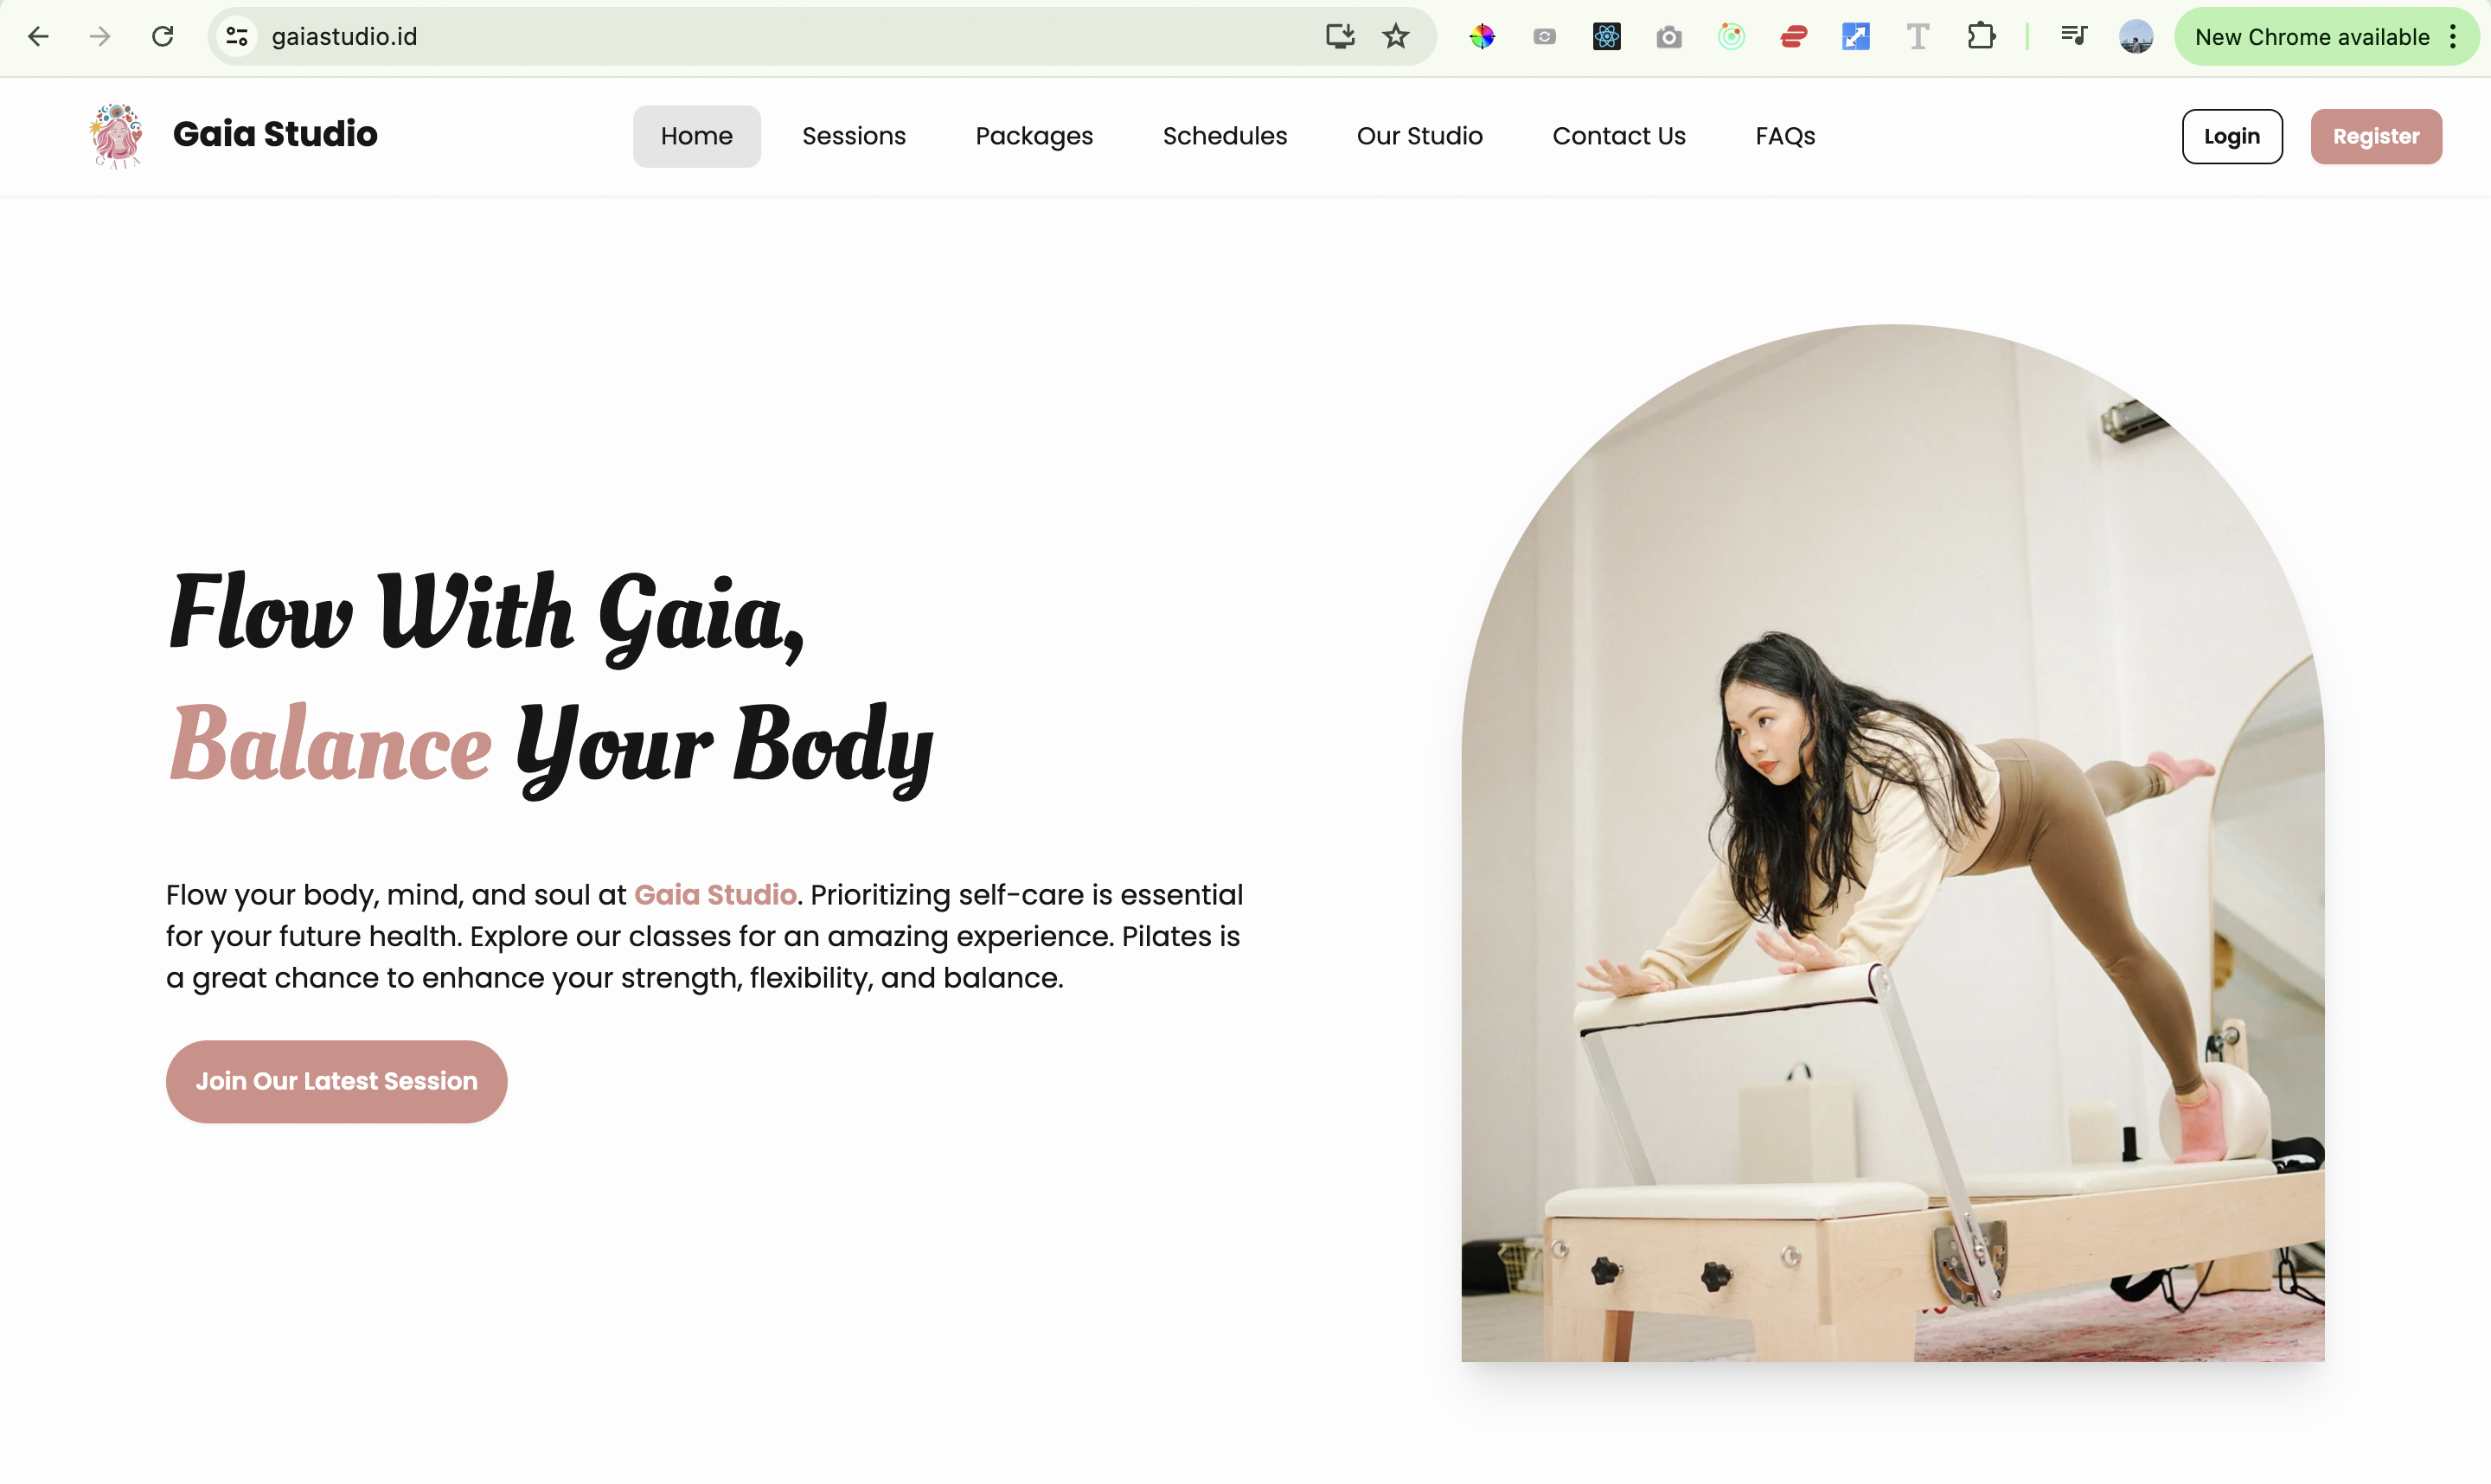 gaiastudio.id
New Chrome available
GAIA
Gaia Studio
Home
Sessions
Packages
Schedules
Our Studio
Contact Us
FAQs
Login
Register
Flow With Gaia,
Balance Your Body
Flow your body, mind, and soul at Gaia Studio. Prioritizing self-care is essential
for your future health. Explore our classes for an amazing experience. Pilates is
a great chance to enhance your strength, flexibility, and balance.
Join Our Latest Session